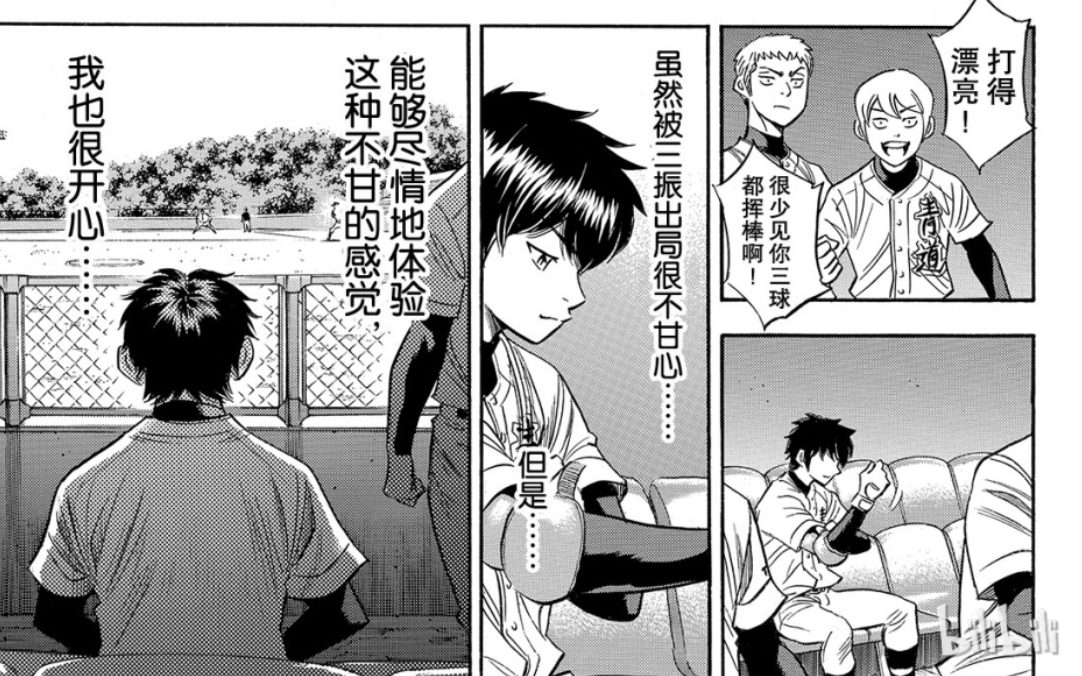 打得
漂亮！
很少见你三球
都挥棒啊！
青道
虽然被三振出局很不甘心……
但是……
能够尽情地体验
这种不甘的感觉，
我也很开心……
bilibili